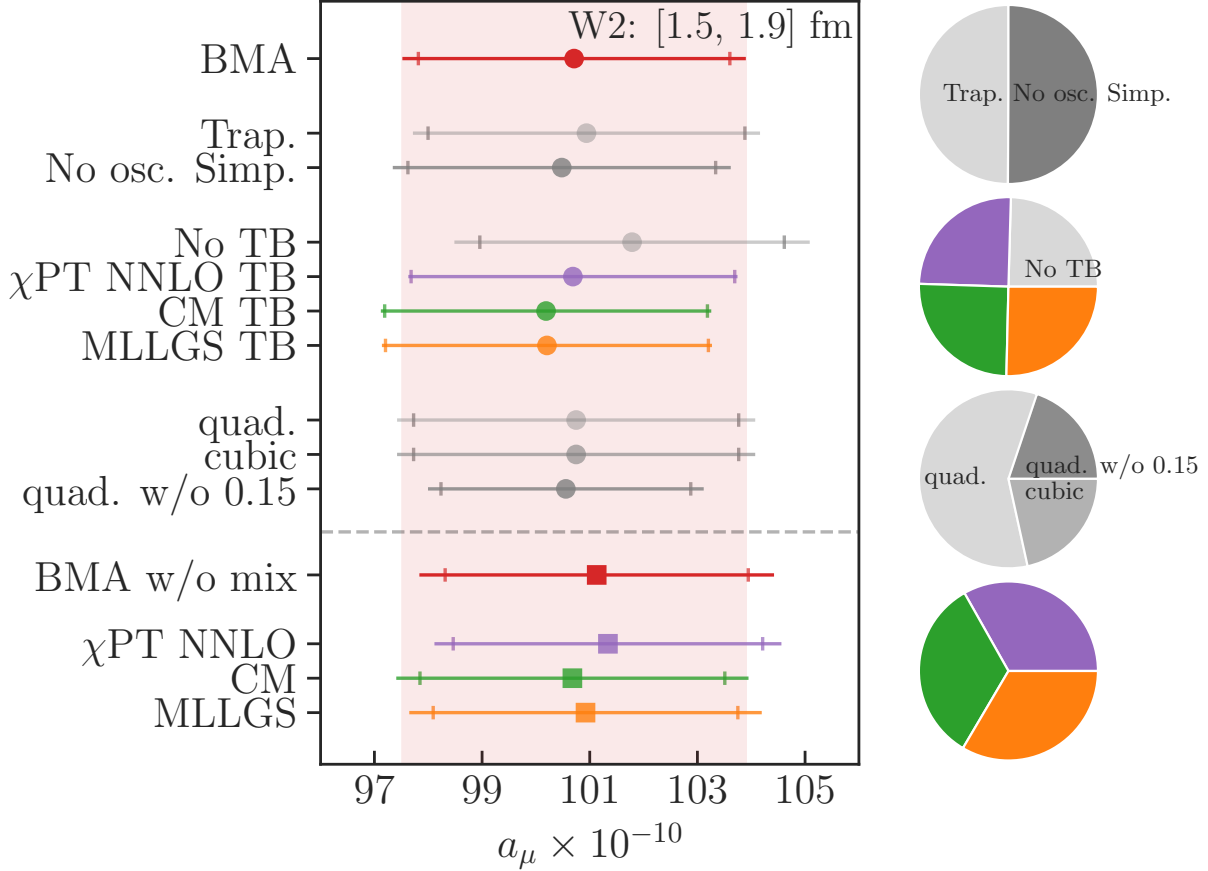 W2: [1.5, 1.9] fm
BMA
Trap.
No osc. Simp.
No TB
χPT NNLO TB
CM TB
MLLGS TB
quad.
cubic
quad. w/o 0.15
BMA w/o mix
χPT NNLO
CM
MLLGS
97 99 101 103 105
aμ × 10⁻¹⁰
Trap. No osc. Simp.
No TB
quad. quad. w/o 0.15
cubic